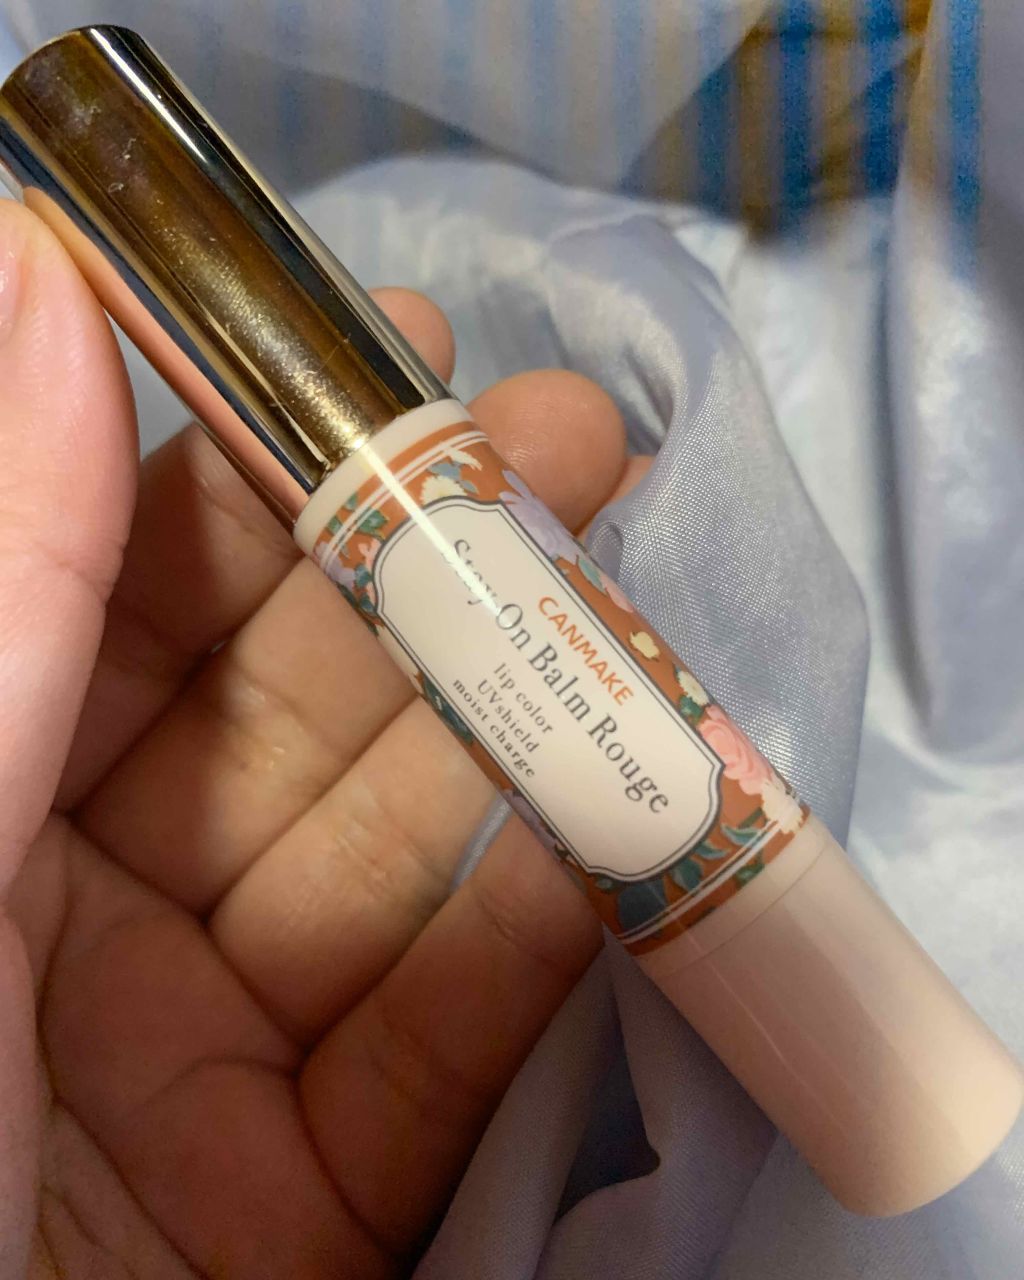 CANMAKE
Stay On Balm Rouge
lip color
UVshield
moist charge